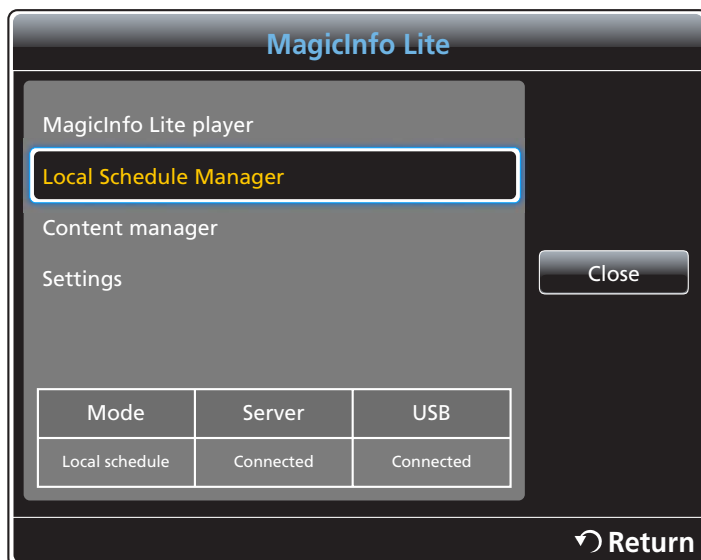 MagicInfo Lite
MagicInfo Lite player
Local Schedule Manager
Content manager
Settings
Close
Mode Server USB
Local schedule Connected Connected
Return